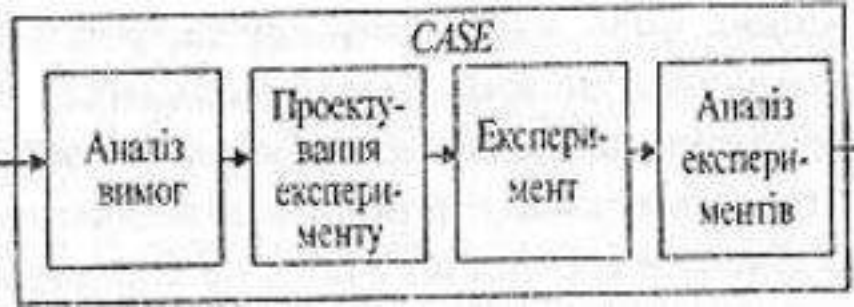 CASE
Аналіз
вимог
Проекту-
вання
експери-
менту
Експери-
мент
Аналіз
експери-
ментів